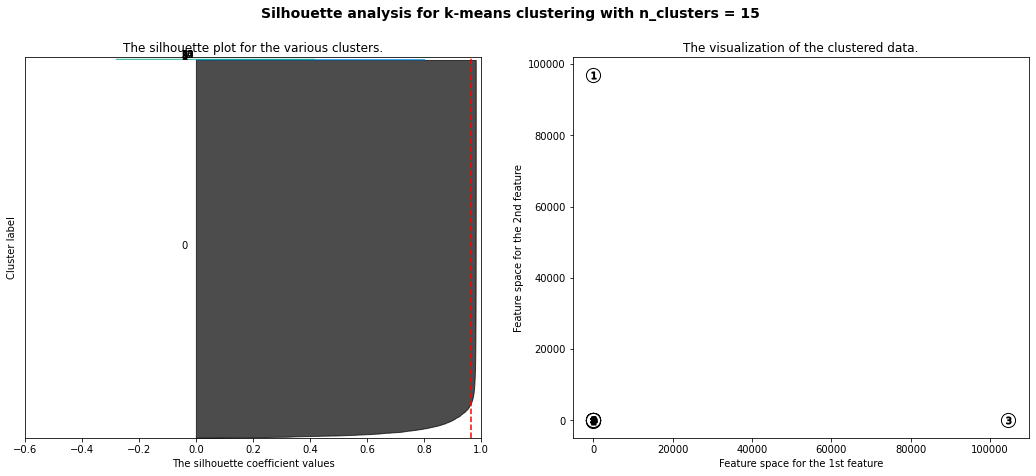 Silhouette analysis for k-means clustering with n_clusters = 15
The silhouette plot for the various clusters.
0
Cluster label
−0.6 −0.4 −0.2 0.0 0.2 0.4 0.6 0.8 1.0
The silhouette coefficient values
The visualization of the clustered data.
100000
80000
60000
40000
20000
0
1
3
Feature space for the 2nd feature
0 20000 40000 60000 80000 100000
Feature space for the 1st feature